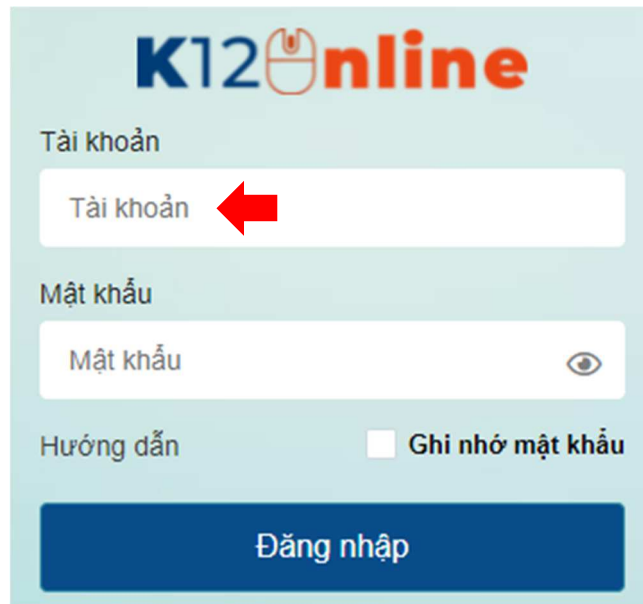 K12Online
Tài khoản
Tài khoản
Mật khẩu
Mật khẩu
Hướng dẫn Ghi nhớ mật khẩu
Đăng nhập